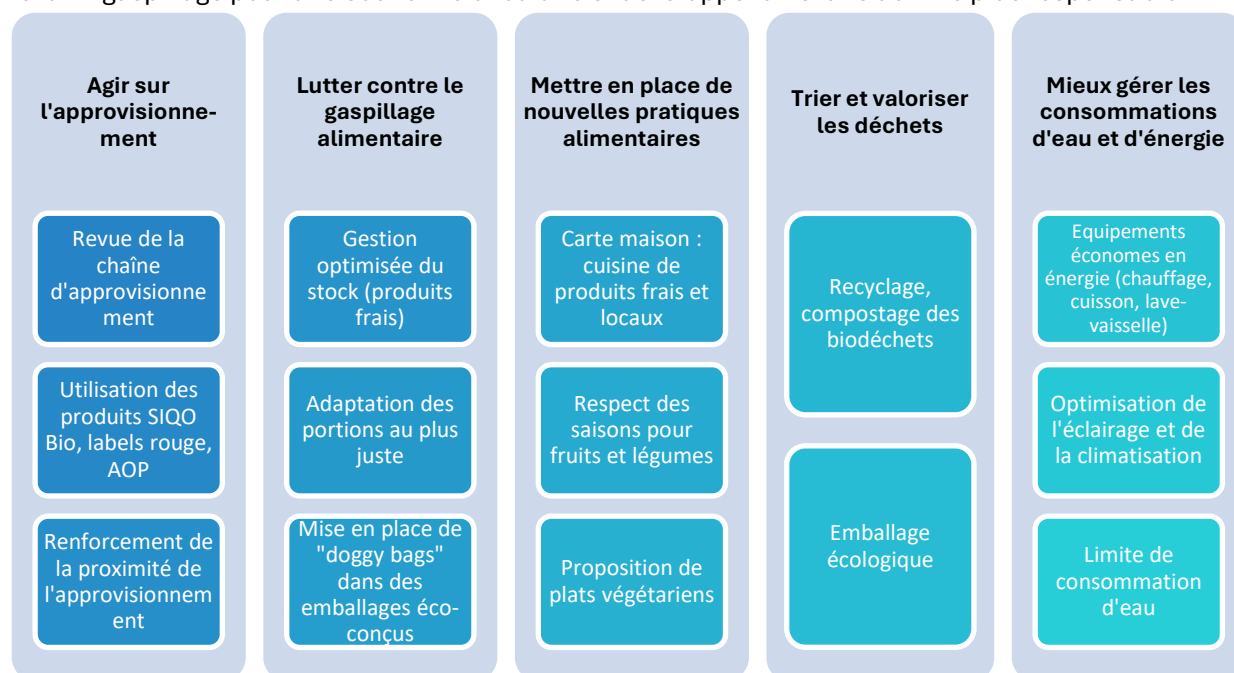 Agir sur
l'approvisionne-
ment
Revue de la
chaîne
d'approvisionne
ment
Utilisation des
produits SIQO
Bio, labels rouge,
AOP
Renforcement de
la proximité de
l'approvisionnem
ent
Lutter contre le
gaspillage
alimentaire
Gestion
optimisée du
stock (produits
frais)
Adaptation des
portions au plus
juste
Mise en place de
"doggy bags"
dans des
emballages éco-
conçus
Mettre en place de
nouvelles pratiques
alimentaires
Carte maison :
cuisine de
produits frais et
locaux
Respect des
saisons pour
fruits et légumes
Proposition de
plats végétariens
Trier et valoriser
les déchets
Recyclage,
compostage des
biodéchets
Emballage
écologique
Mieux gérer les
consommations
d'eau et d'énergie
Equipements
économes en
énergie (chauffage,
cuisson, lave-
vaisselle)
Optimisation de
l'éclairage et de
la climatisation
Limite de
consommation
d'eau